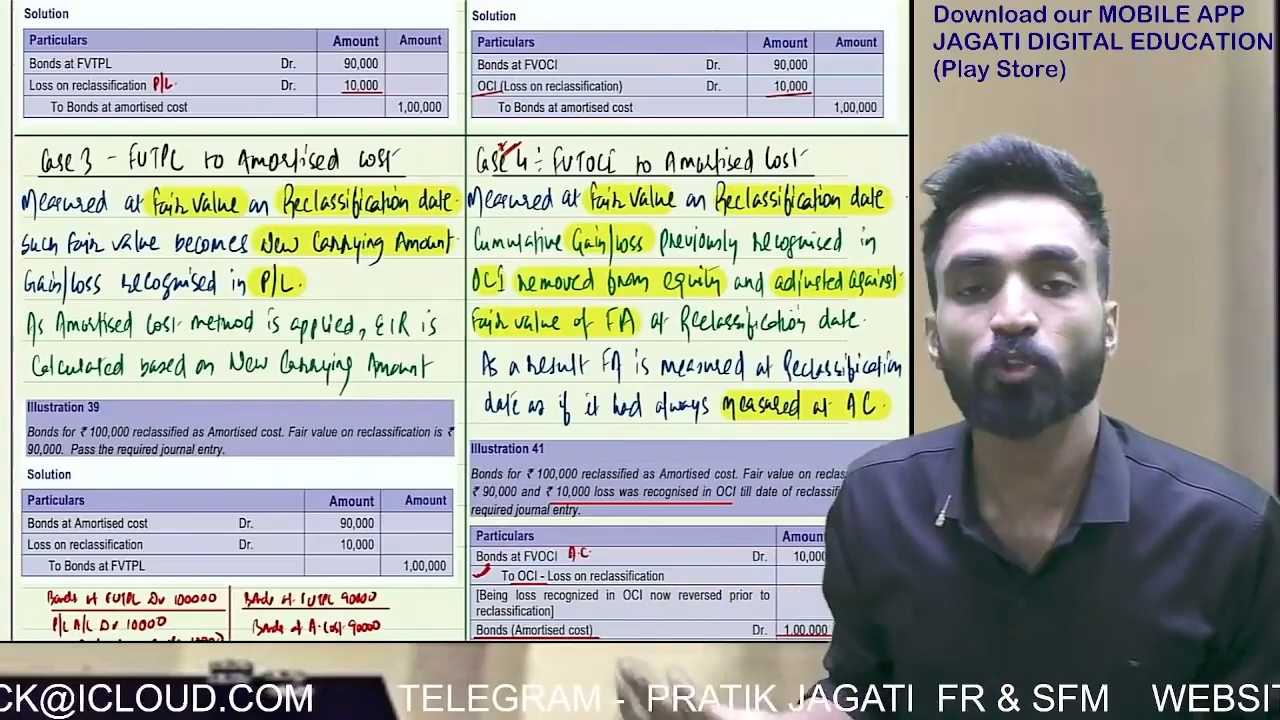 Solution
Particulars Amount Amount
Bonds at FVTPL Dr. 90,000
Loss on reclassification P/L Dr. 10,000
To Bonds at amortised cost 1,00,000
Case 3 - FVTPL to Amortised cost
Measured at fair value on Reclassification date.
Such Fair value becomes New Carrying Amount
Gain/loss recognised in P/L.
As Amortised cost method is applied, EIR is
Calculated based on New Carrying Amount
Illustration 39
Bonds for ₹ 100,000 reclassified as Amortised cost. Fair value on reclassification is ₹
90,000. Pass the required journal entry.
Solution
Particulars Amount Amount
Bonds at Amortised cost Dr. 90,000
Loss on reclassification Dr. 10,000
To Bonds at FVTPL 1,00,000
Bonds at FVTPL Dr 100000
P/L A/c Dr 10000
Bonds at FVTPL 90000
Bonds at A.Cost 90000
Solution
Particulars Amount Amount
Bonds at FVOCI Dr. 90,000
OCI (Loss on reclassification) Dr. 10,000
To Bonds at amortised cost 1,00,000
Case 4 : FVTOCI to Amortised Cost
Measured at fair value on Reclassification date
Cumulative Gain/loss previously recognised in
OCI removed from equity and adjusted against
Fair value of FA at Reclassification date.
As a result FA is measured at Reclassification
date as if it had always measured at AC.
Illustration 41
Bonds for ₹ 100,000 reclassified as Amortised cost. Fair value on reclas
₹ 90,000 and ₹ 10,000 loss was recognised in OCI till date of reclassif
required journal entry.
Particulars Amoun
Bonds at FVOCI A.C. Dr. 10,000
To OCI - Loss on reclassification
[Being loss recognized in OCI now reversed prior to
reclassification]
Bonds (Amortised cost) Dr. 1,00,000
Download our MOBILE APP
JAGATI DIGITAL EDUCATION
(Play Store)
CK@ICLOUD.COM TELEGRAM - PRATIK JAGATI FR & SFM WEBSIT